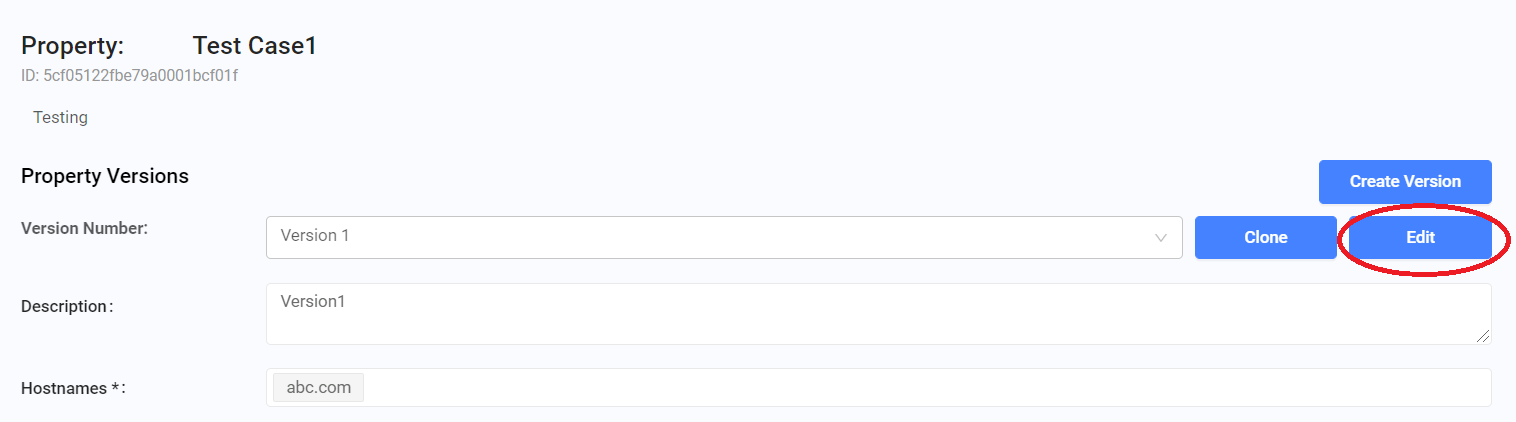 Property: Test Case1
ID: 5cf05122fbe79a0001bcf01f
Testing
Property Versions
Create Version
Version Number:
Version 1
Clone
Edit
Description:
Version1
Hostnames *:
abc.com